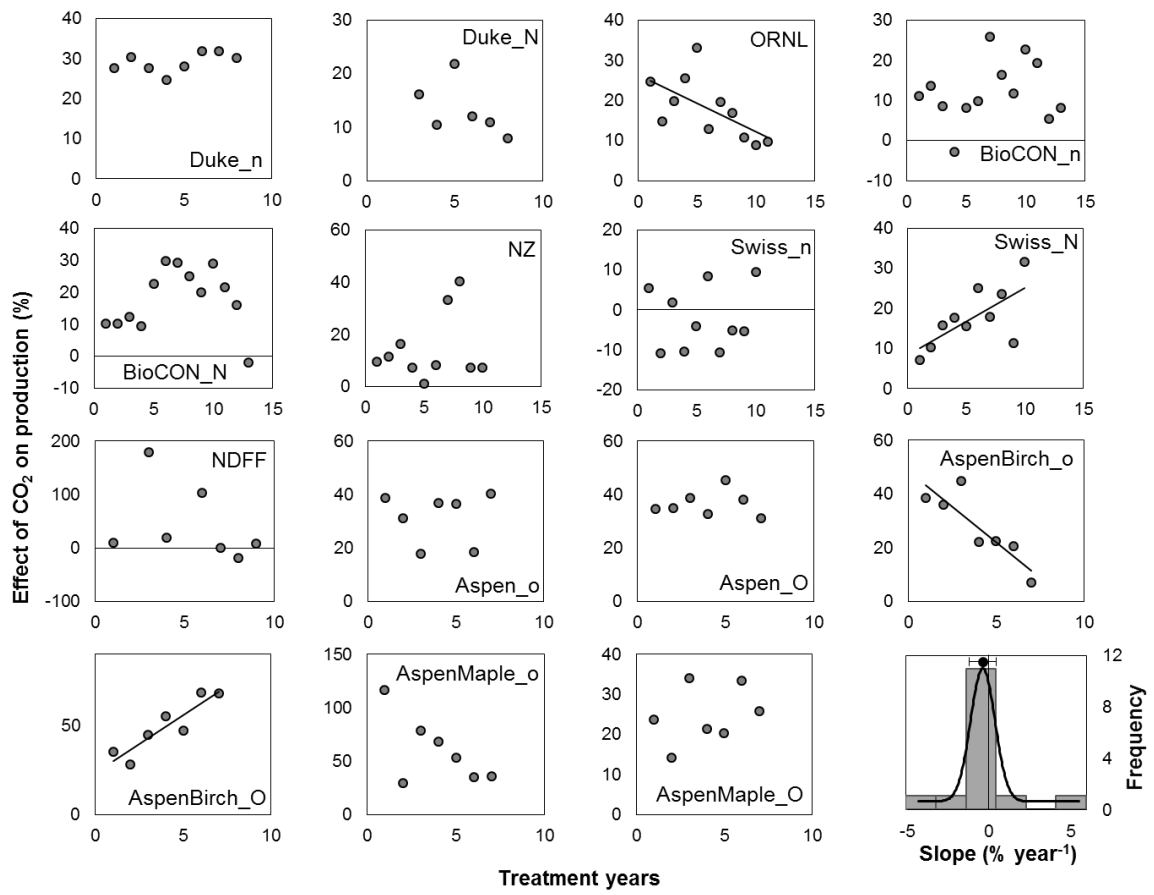 Effect of CO₂ on production (%)
40
30
20
10
0
0 5 10
Duke_n
30
20
10
0
0 5 10
Duke_N
40
30
20
10
0
0 5 10 15
ORNL
30
20
10
0
-10
0 5 10 15
BioCON_n
40
30
20
10
0
-10
0 5 10 15
BioCON_N
60
40
20
0
0 5 10 15
NZ
20
10
0
-10
-20
0 5 10 15
Swiss_n
40
30
20
10
0
0 5 10 15
Swiss_N
200
100
0
-100
0 5 10
NDFF
60
40
20
0
0 5 10
Aspen_o
60
40
20
0
0 5 10
Aspen_O
60
40
20
0
0 5 10
AspenBirch_o
50
0
0 5 10
AspenBirch_O
150
100
50
0
0 5 10
AspenMaple_o
40
30
20
10
0
0 5 10
AspenMaple_O
12
8
4
0
Frequency
-5 0 5
Slope (% year⁻¹)
Treatment years